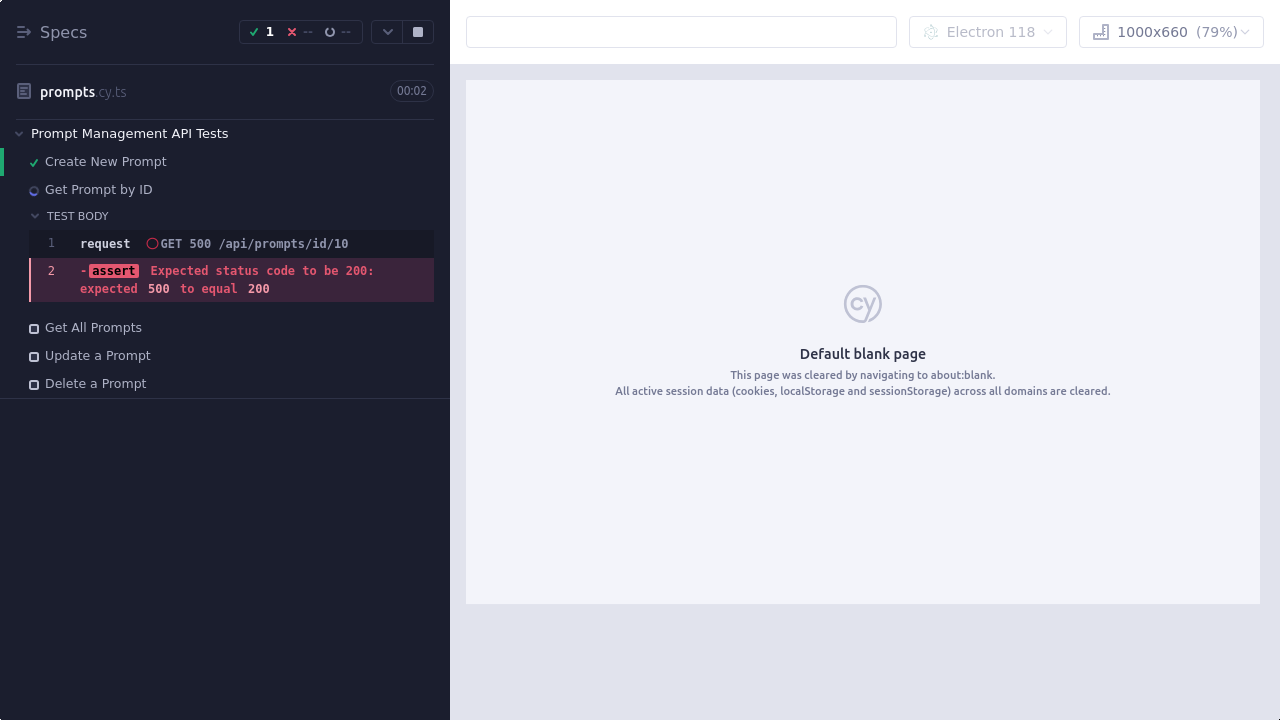 Specs
1
--
--
Electron 118
1000x660 (79%)
prompts.cy.ts
00:02
Prompt Management API Tests
Create New Prompt
Get Prompt by ID
TEST BODY
1 request GET 500 /api/prompts/id/10
2 -assert Expected status code to be 200:
expected 500 to equal 200
Get All Prompts
Update a Prompt
Delete a Prompt
cy
Default blank page
This page was cleared by navigating to about:blank.
All active session data (cookies, localStorage and sessionStorage) across all domains are cleared.